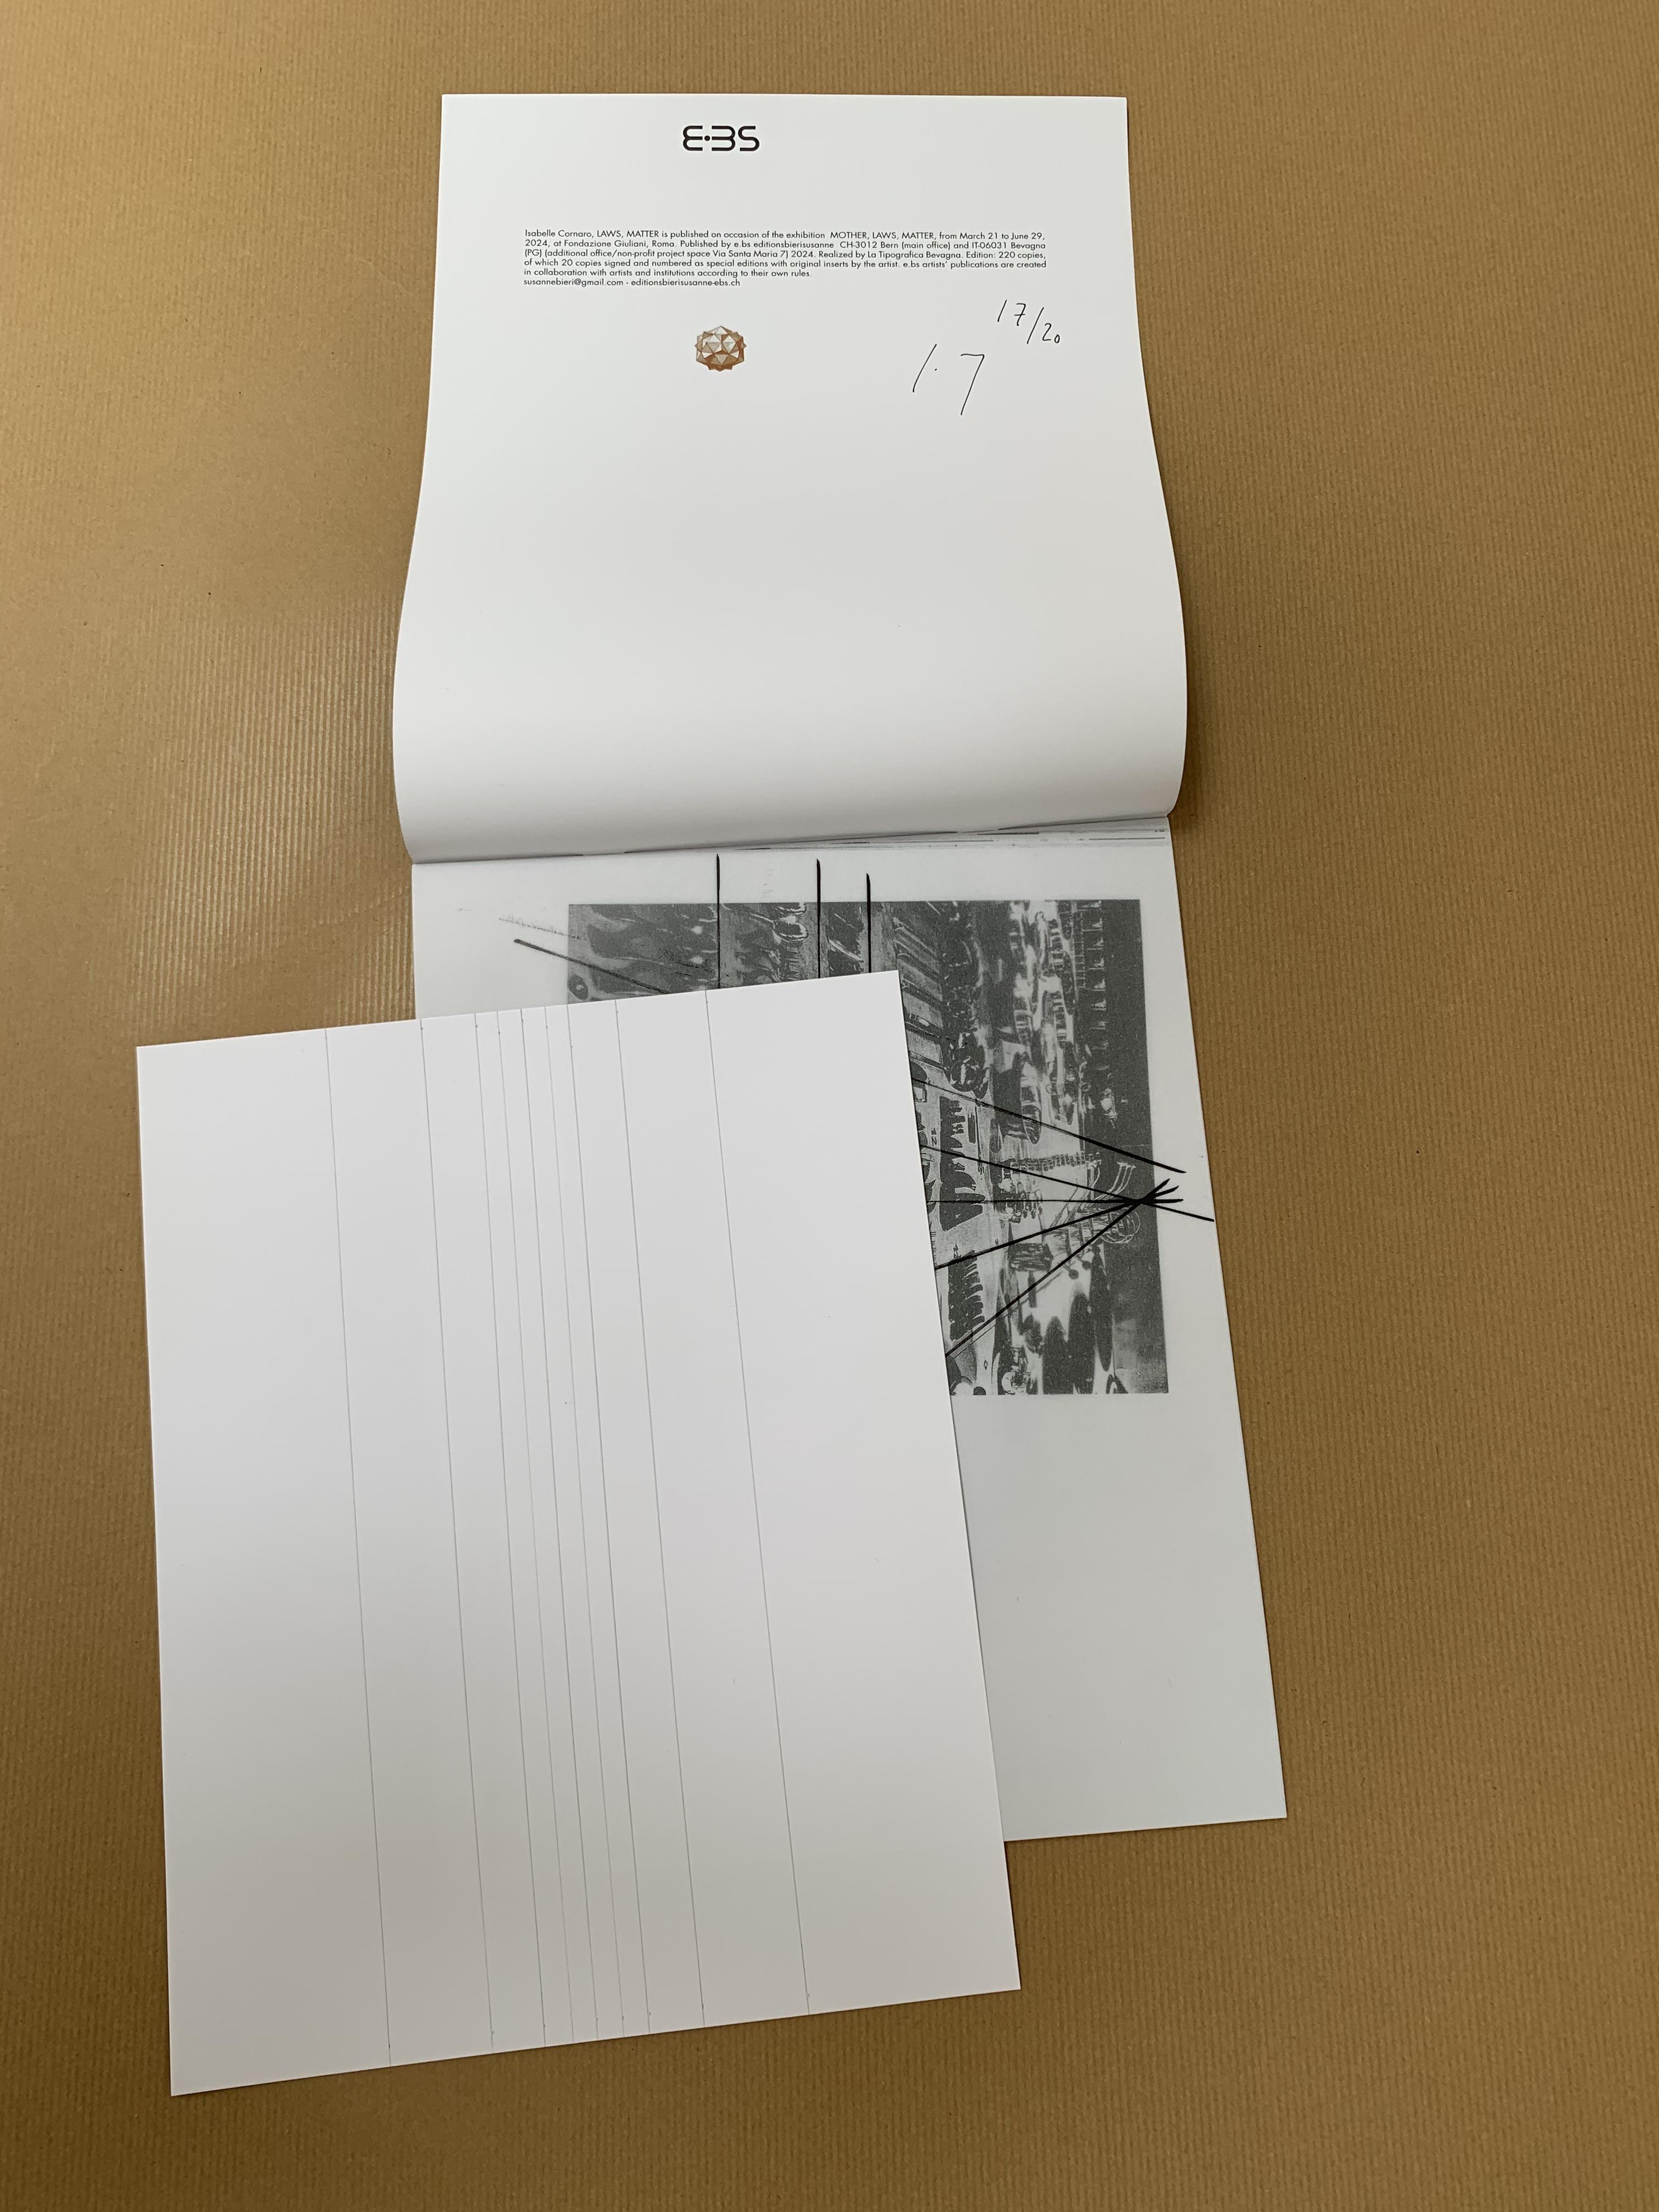 E·BS
Isabelle Cornaro, LAWS, MATTER is published on occasion of the exhibition MOTHER, LAWS, MATTER, from March 21 to June 29,
2024, at Fondazione Giuliani, Roma. Published by e.bs editionsbierisusanne CH-3012 Bern (main office) and IT-06031 Bevagna
(PG) (additional office/non-profit project space Via Santa Maria 7) 2024. Realized by La Tipografica Bevagna. Edition: 220 copies,
of which 20 copies signed and numbered as special editions with original inserts by the artist. e.bs artists' publications are created
in collaboration with artists and institutions according to their own rules.
susannebieri@gmail.com - editionsbierisusanne-ebs.ch
17/20